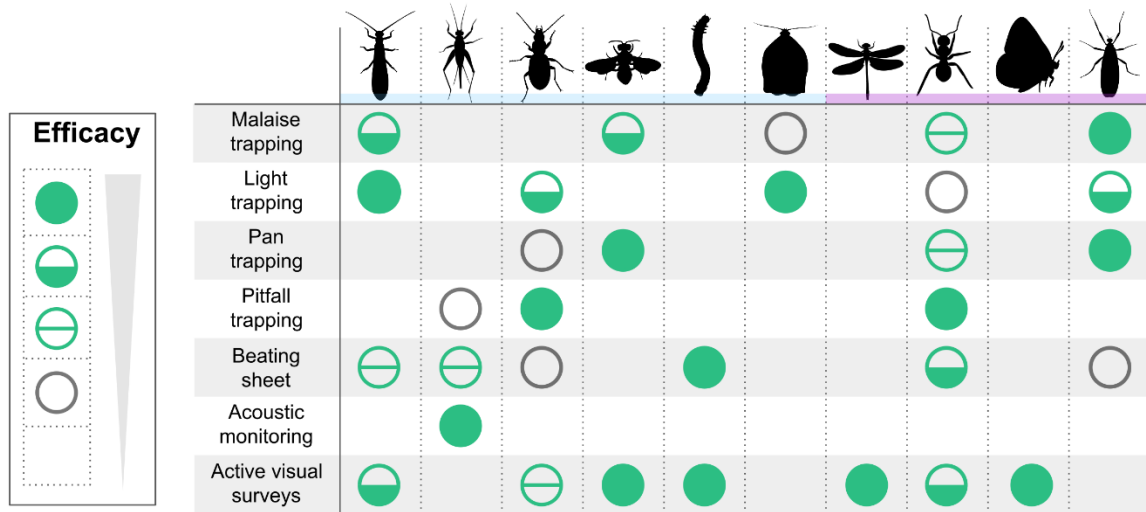 Efficacy
Malaise
trapping
Light
trapping
Pan
trapping
Pitfall
trapping
Beating
sheet
Acoustic
monitoring
Active visual
surveys